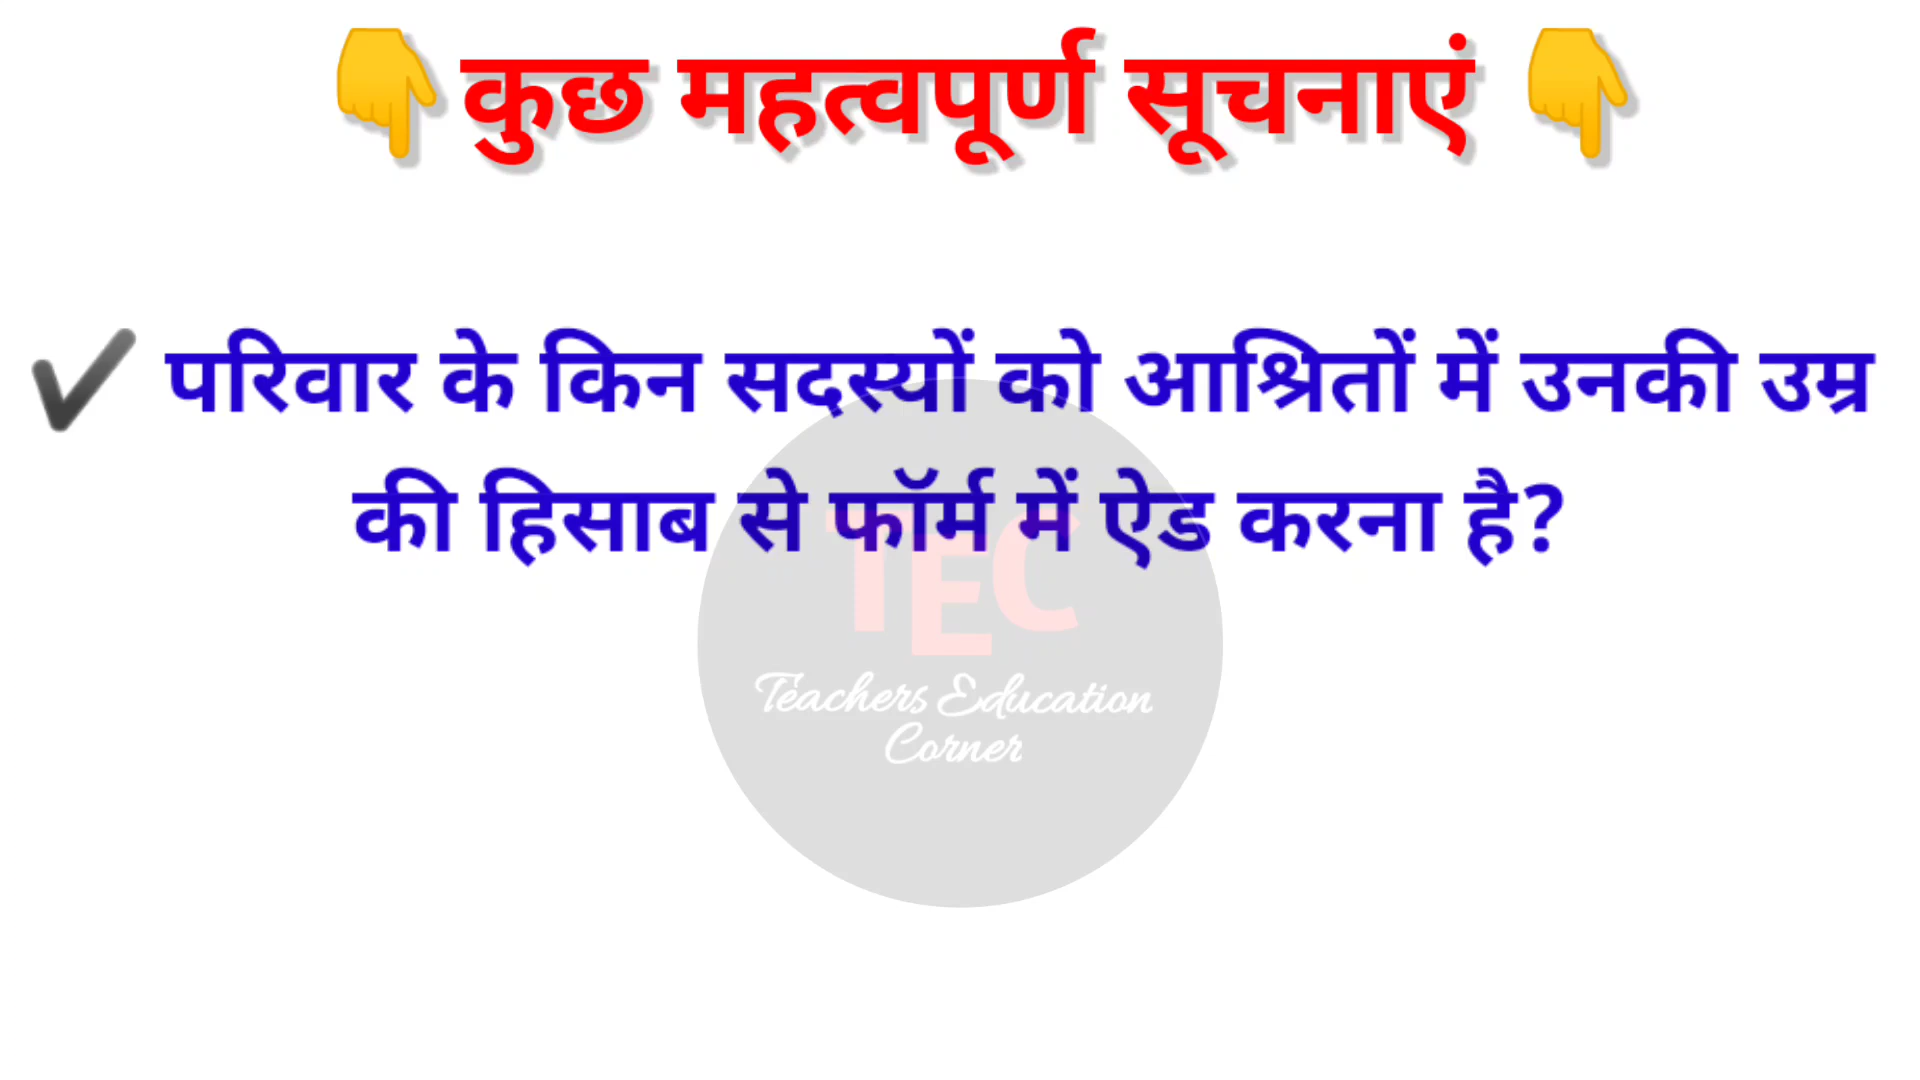 👇कुछ महत्वपूर्ण सूचनाएं 👇
✔ परिवार के किन सदस्यों को आश्रितों में उनकी उम्र
की हिसाब से फॉर्म में ऐड करना है?
TEC
Teachers Education
Corner